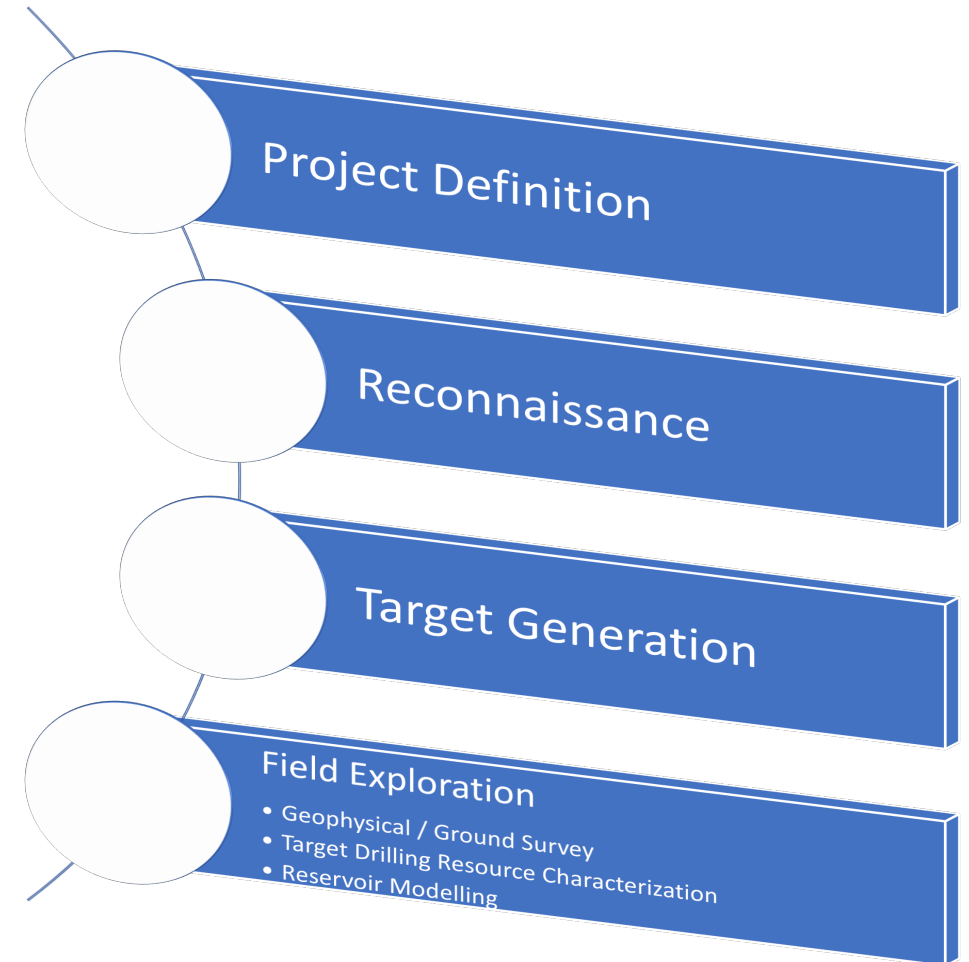 Project Definition
Reconnaissance
Target Generation
Field Exploration
• Geophysical / Ground Survey
• Target Drilling Resource Characterization
• Reservoir Modelling